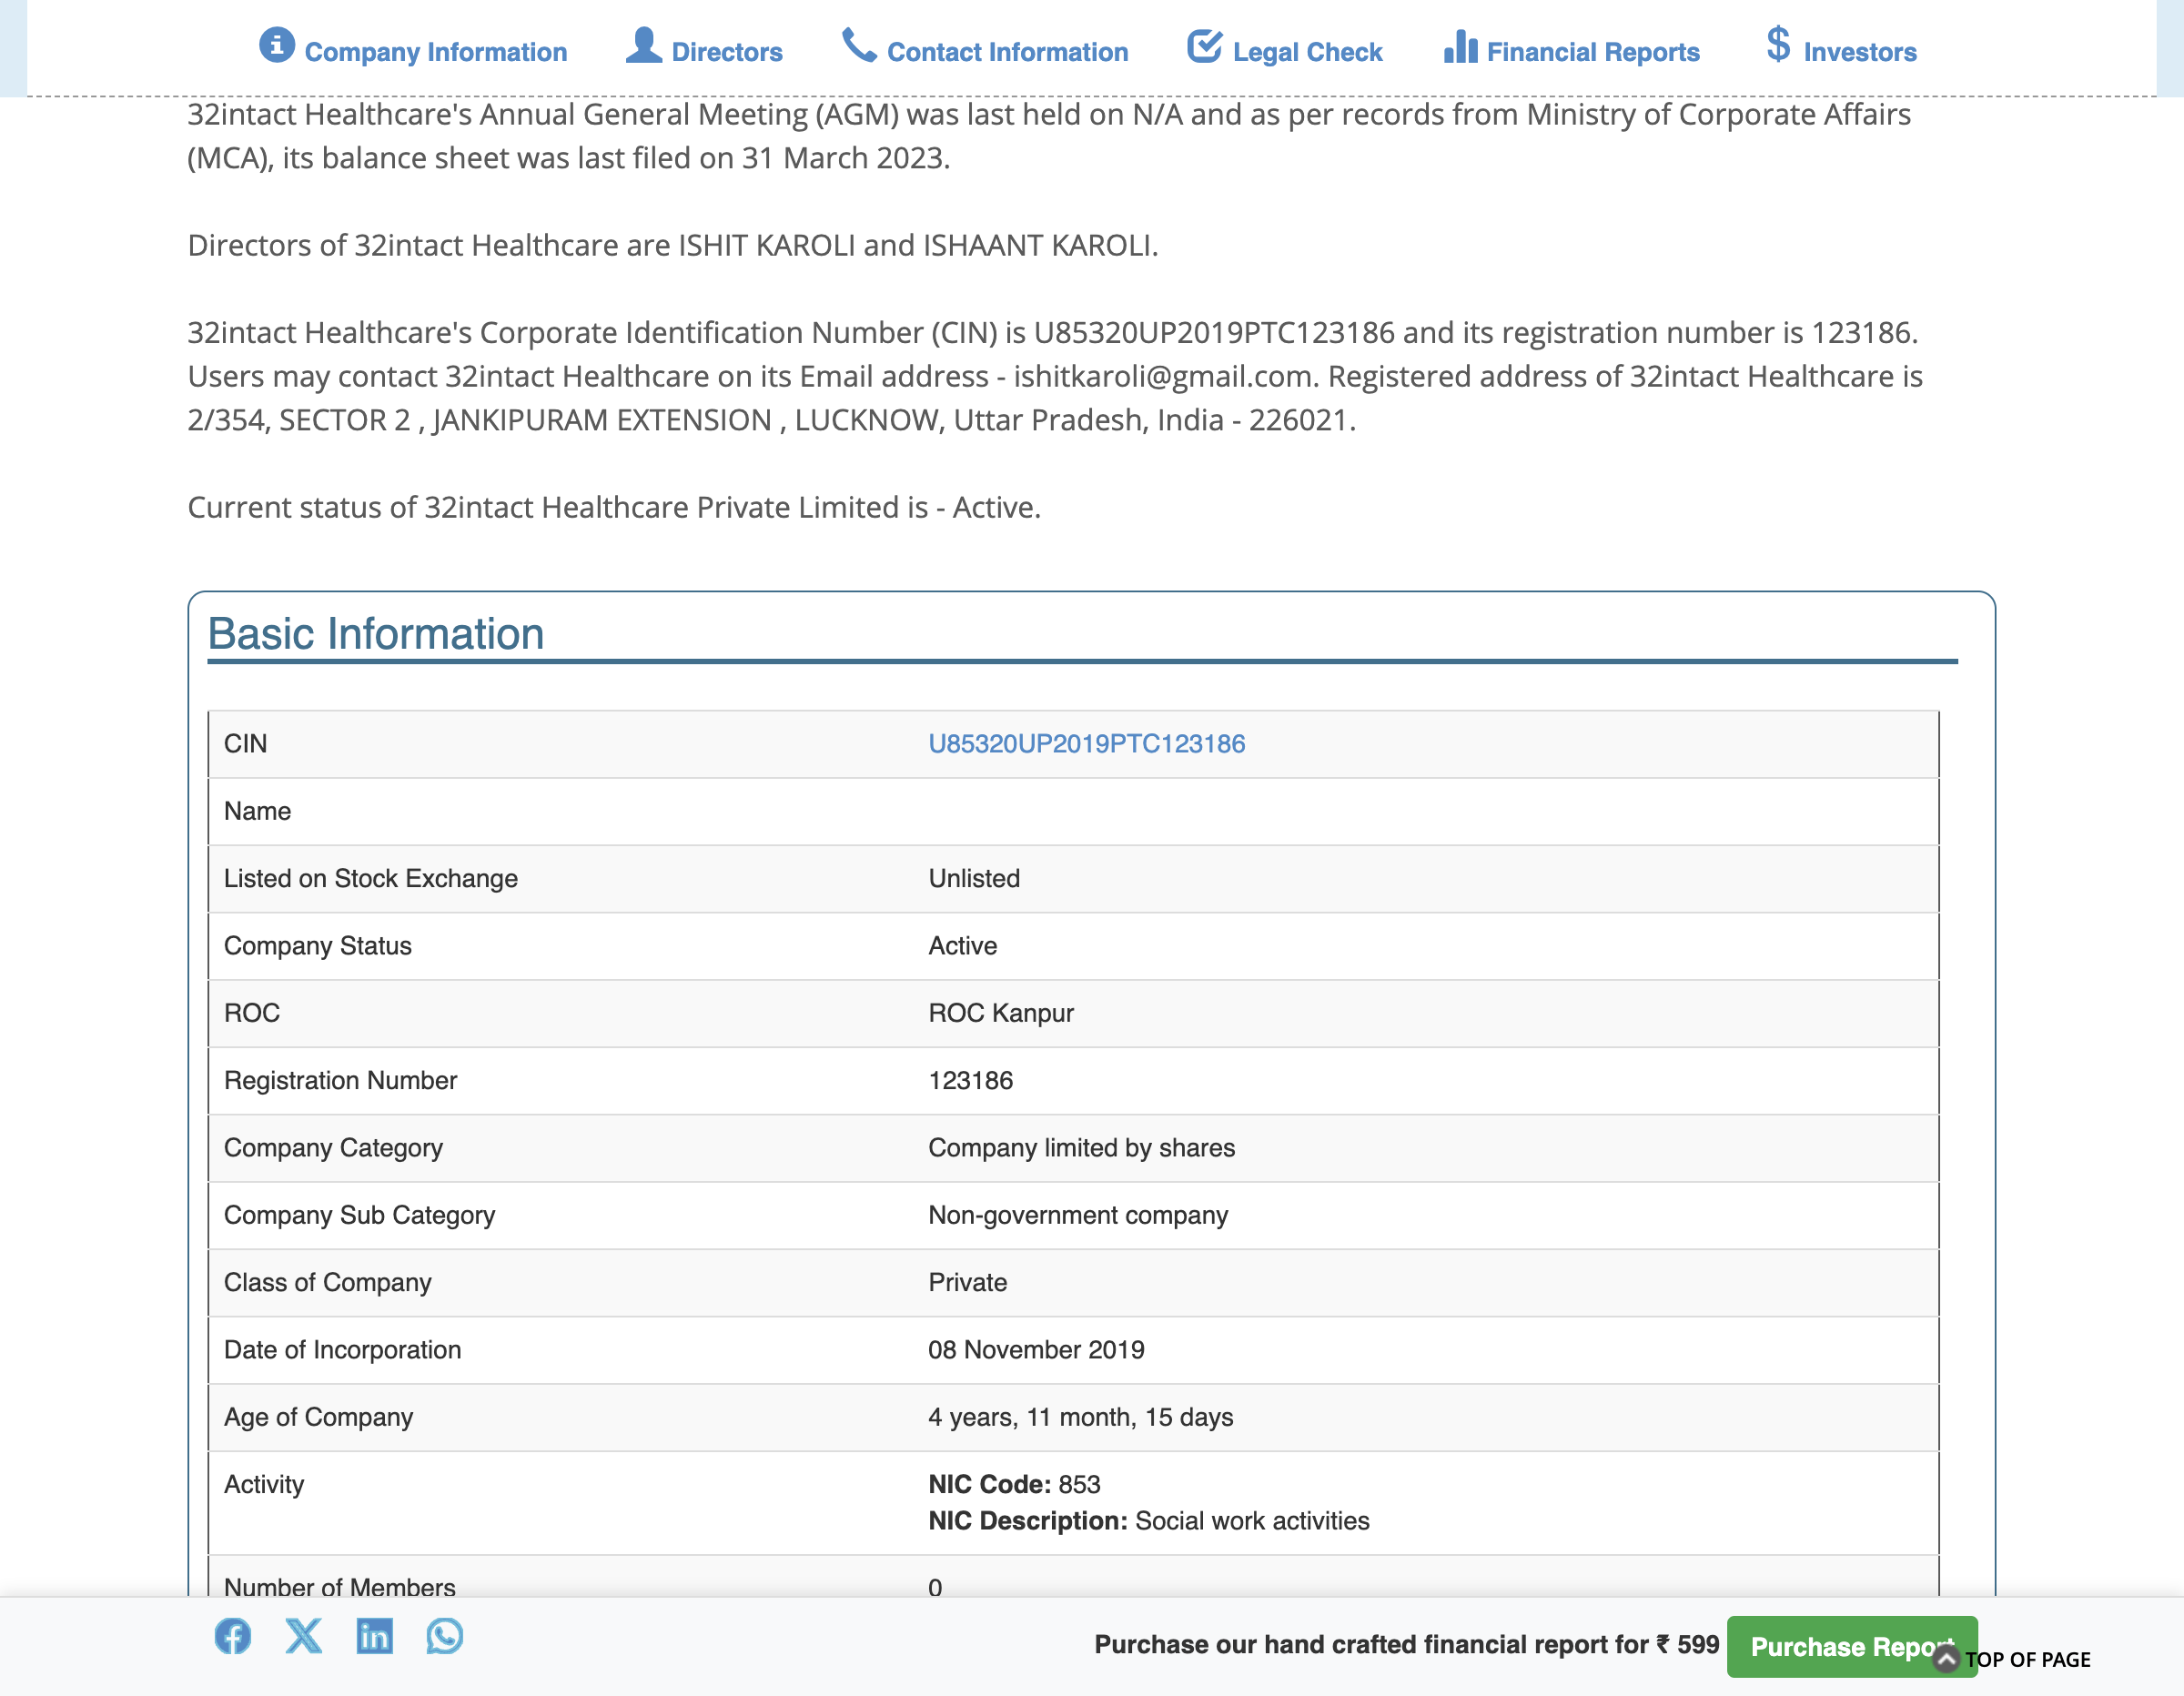 Company Information Directors Contact Information Legal Check Financial Reports Investors
32intact Healthcare's Annual General Meeting (AGM) was last held on N/A and as per records from Ministry of Corporate Affairs
(MCA), its balance sheet was last filed on 31 March 2023.
Directors of 32intact Healthcare are ISHIT KAROLI and ISHAANT KAROLI.
32intact Healthcare's Corporate Identification Number (CIN) is U85320UP2019PTC123186 and its registration number is 123186.
Users may contact 32intact Healthcare on its Email address - ishitkaroli@gmail.com. Registered address of 32intact Healthcare is
2/354, SECTOR 2 , JANKIPURAM EXTENSION , LUCKNOW, Uttar Pradesh, India - 226021.
Current status of 32intact Healthcare Private Limited is - Active.
Basic Information
CIN U85320UP2019PTC123186
Name
Listed on Stock Exchange Unlisted
Company Status Active
ROC ROC Kanpur
Registration Number 123186
Company Category Company limited by shares
Company Sub Category Non-government company
Class of Company Private
Date of Incorporation 08 November 2019
Age of Company 4 years, 11 month, 15 days
Activity NIC Code: 853
NIC Description: Social work activities
Number of Members 0
Purchase our hand crafted financial report for ₹ 599 Purchase Report TOP OF PAGE